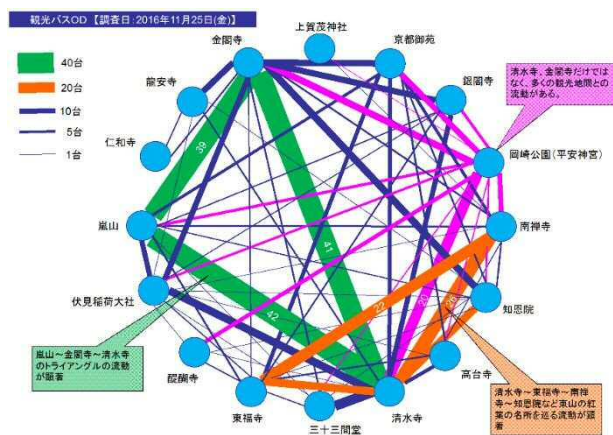 観光バスOD 【調査日：2016年11月25日(金)】
40台
20台
10台
5台
1台
上賀茂神社
金閣寺
京都御苑
龍安寺
銀閣寺
清水寺、金閣寺だけでは
なく、多くの観光地間との
流動がある。
仁和寺
岡崎公園(平安神宮)
39
嵐山
南禅寺
41
22
26
42
伏見稲荷大社
知恩院
嵐山～金閣寺～清水寺
のトライアングルの流動
が顕著
醍醐寺
高台寺
東福寺
三十三間堂
清水寺
清水寺～東福寺～南禅
寺～知恩院など東山の紅
葉の名所を巡る流動が顕
著